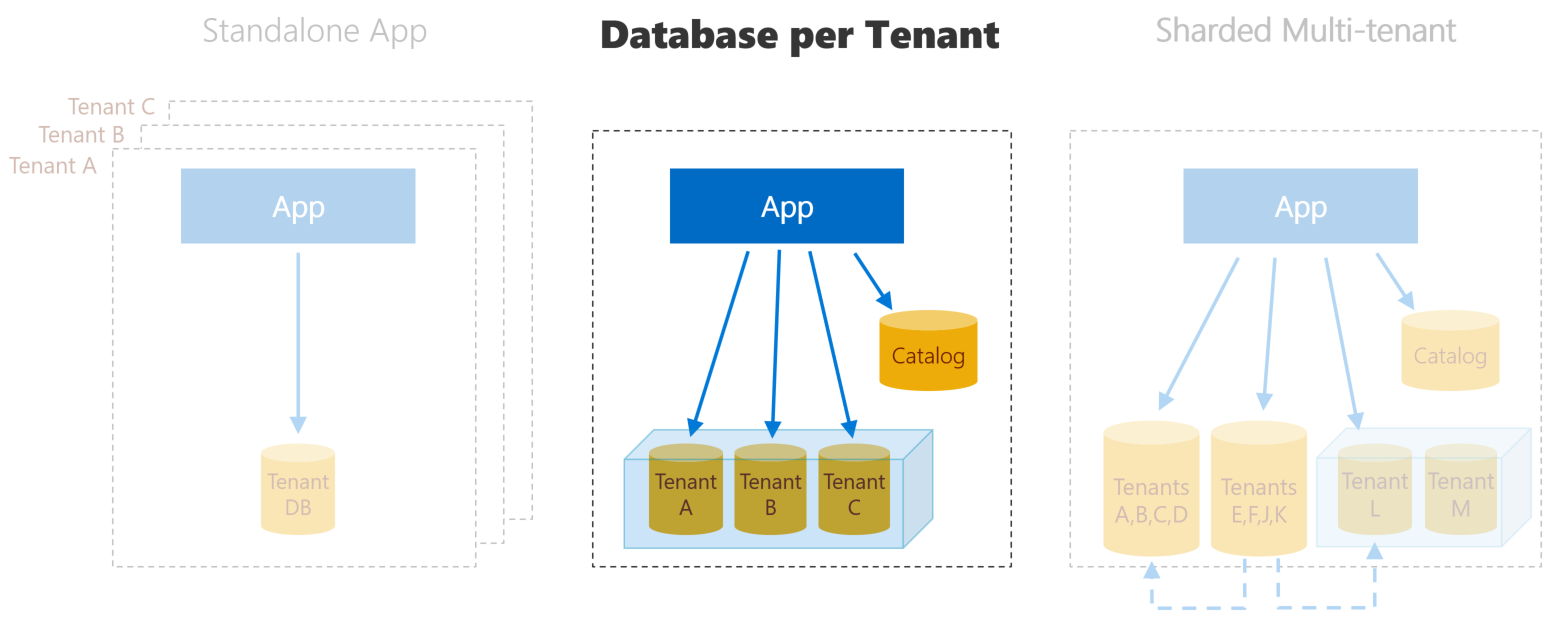 Standalone App
Tenant C
Tenant B
Tenant A
App
Tenant
DB
Database per Tenant
App
Catalog
Tenant
A
Tenant
B
Tenant
C
Sharded Multi-tenant
App
Catalog
Tenants
A,B,C,D
Tenants
E,F,J,K
Tenant
L
Tenant
M